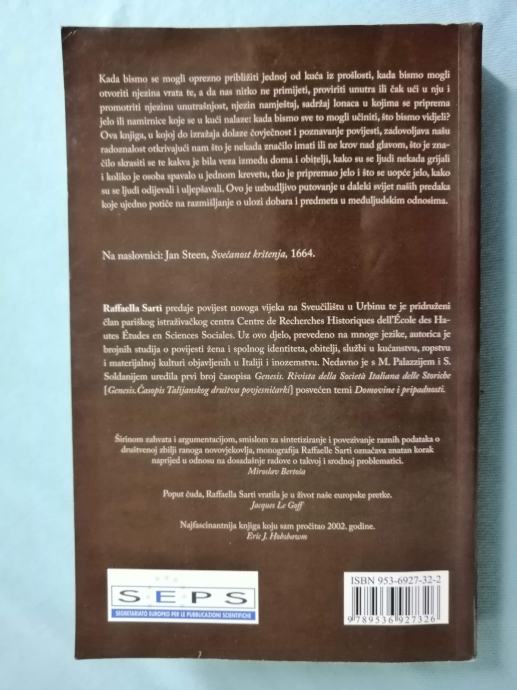 Kada bismo se mogli oprezno približiti jednoj od kuća iz prošlosti, kada bismo mogli
otvoriti njezina vrata te, a da nas nitko ne primijeti, proviriti unutra ili čak ući u nju i
promotriti njezinu unutrašnjost, njezin namještaj, sadržaj lonaca u kojima se priprema
jelo ili namirnice koje se u kući nalaze: kada bismo sve to mogli učiniti, što bismo vidjeli?
Ova knjiga, u kojoj do izražaja dolaze čovječnost i poznavanje povijesti, zadovoljava našu
radoznalost otkrivajući nam što je nekada značilo imati ili ne krov nad glavom, što je zna-
čilo skrasiti se te kakva je bila veza između doma i obitelji, kako su se ljudi nekada grijali
i koliko je osoba spavalo u jednom krevetu, tko je pripremao jelo i što se uopće jelo, kako
su se ljudi odijevali i uljepšavali. Ovo je uzbudljivo putovanje u daleki svijet naših predaka
koje ujedno potiče na razmišljanje o ulozi dobara i predmeta u međuljudskim odnosima.
Na naslovnici: Jan Steen, Svečanost krštenja, 1664.
Raffaella Sarti predaje povijest novoga vijeka na Sveučilištu u Urbinu te je pridruženi
član pariškog istraživačkog centra Centre de Recherches Historiques dell'École des Ha-
utes Études en Sciences Sociales. Uz ovo djelo, prevedeno na mnoge jezike, autorica je
brojnih studija o povijesti žena i spolnog identiteta, obitelji, službi u kućanstvu, ropstvu
i materijalnoj kulturi objavljenih u Italiji i inozemstvu. Nedavno je s M. Palazzijem i S.
Soldanijem uredila prvi broj časopisa Genesis. Rivista della Società Italiana delle Storiche
[Genesis. Časopis Talijanskog društva povjesničarki] posvećen temi Domovine i pripadnosti.
Širinom zahvata i argumentacijom, smislom za sintetiziranje i povezivanje raznih podataka o
društvenoj zbilji ranoga novovjekovlja, monografija Raffaelle Sarti označava znatan korak
naprijed u odnosu na dosadašnje radove o takvoj i srodnoj problematici.
Miroslav Bertoša
Poput čuda, Raffaella Sarti vratila je u život naše europske pretke.
Jacques Le Goff
Najfascinantnija knjiga koju sam pročitao 2002. godine.
Eric J. Hobsbawm
S·E·P·S
SEGRETARIATO EUROPEO PER LE PUBBLICAZIONI SCIENTIFICHE
ISBN 953-6927-32-2
9 789536 927326